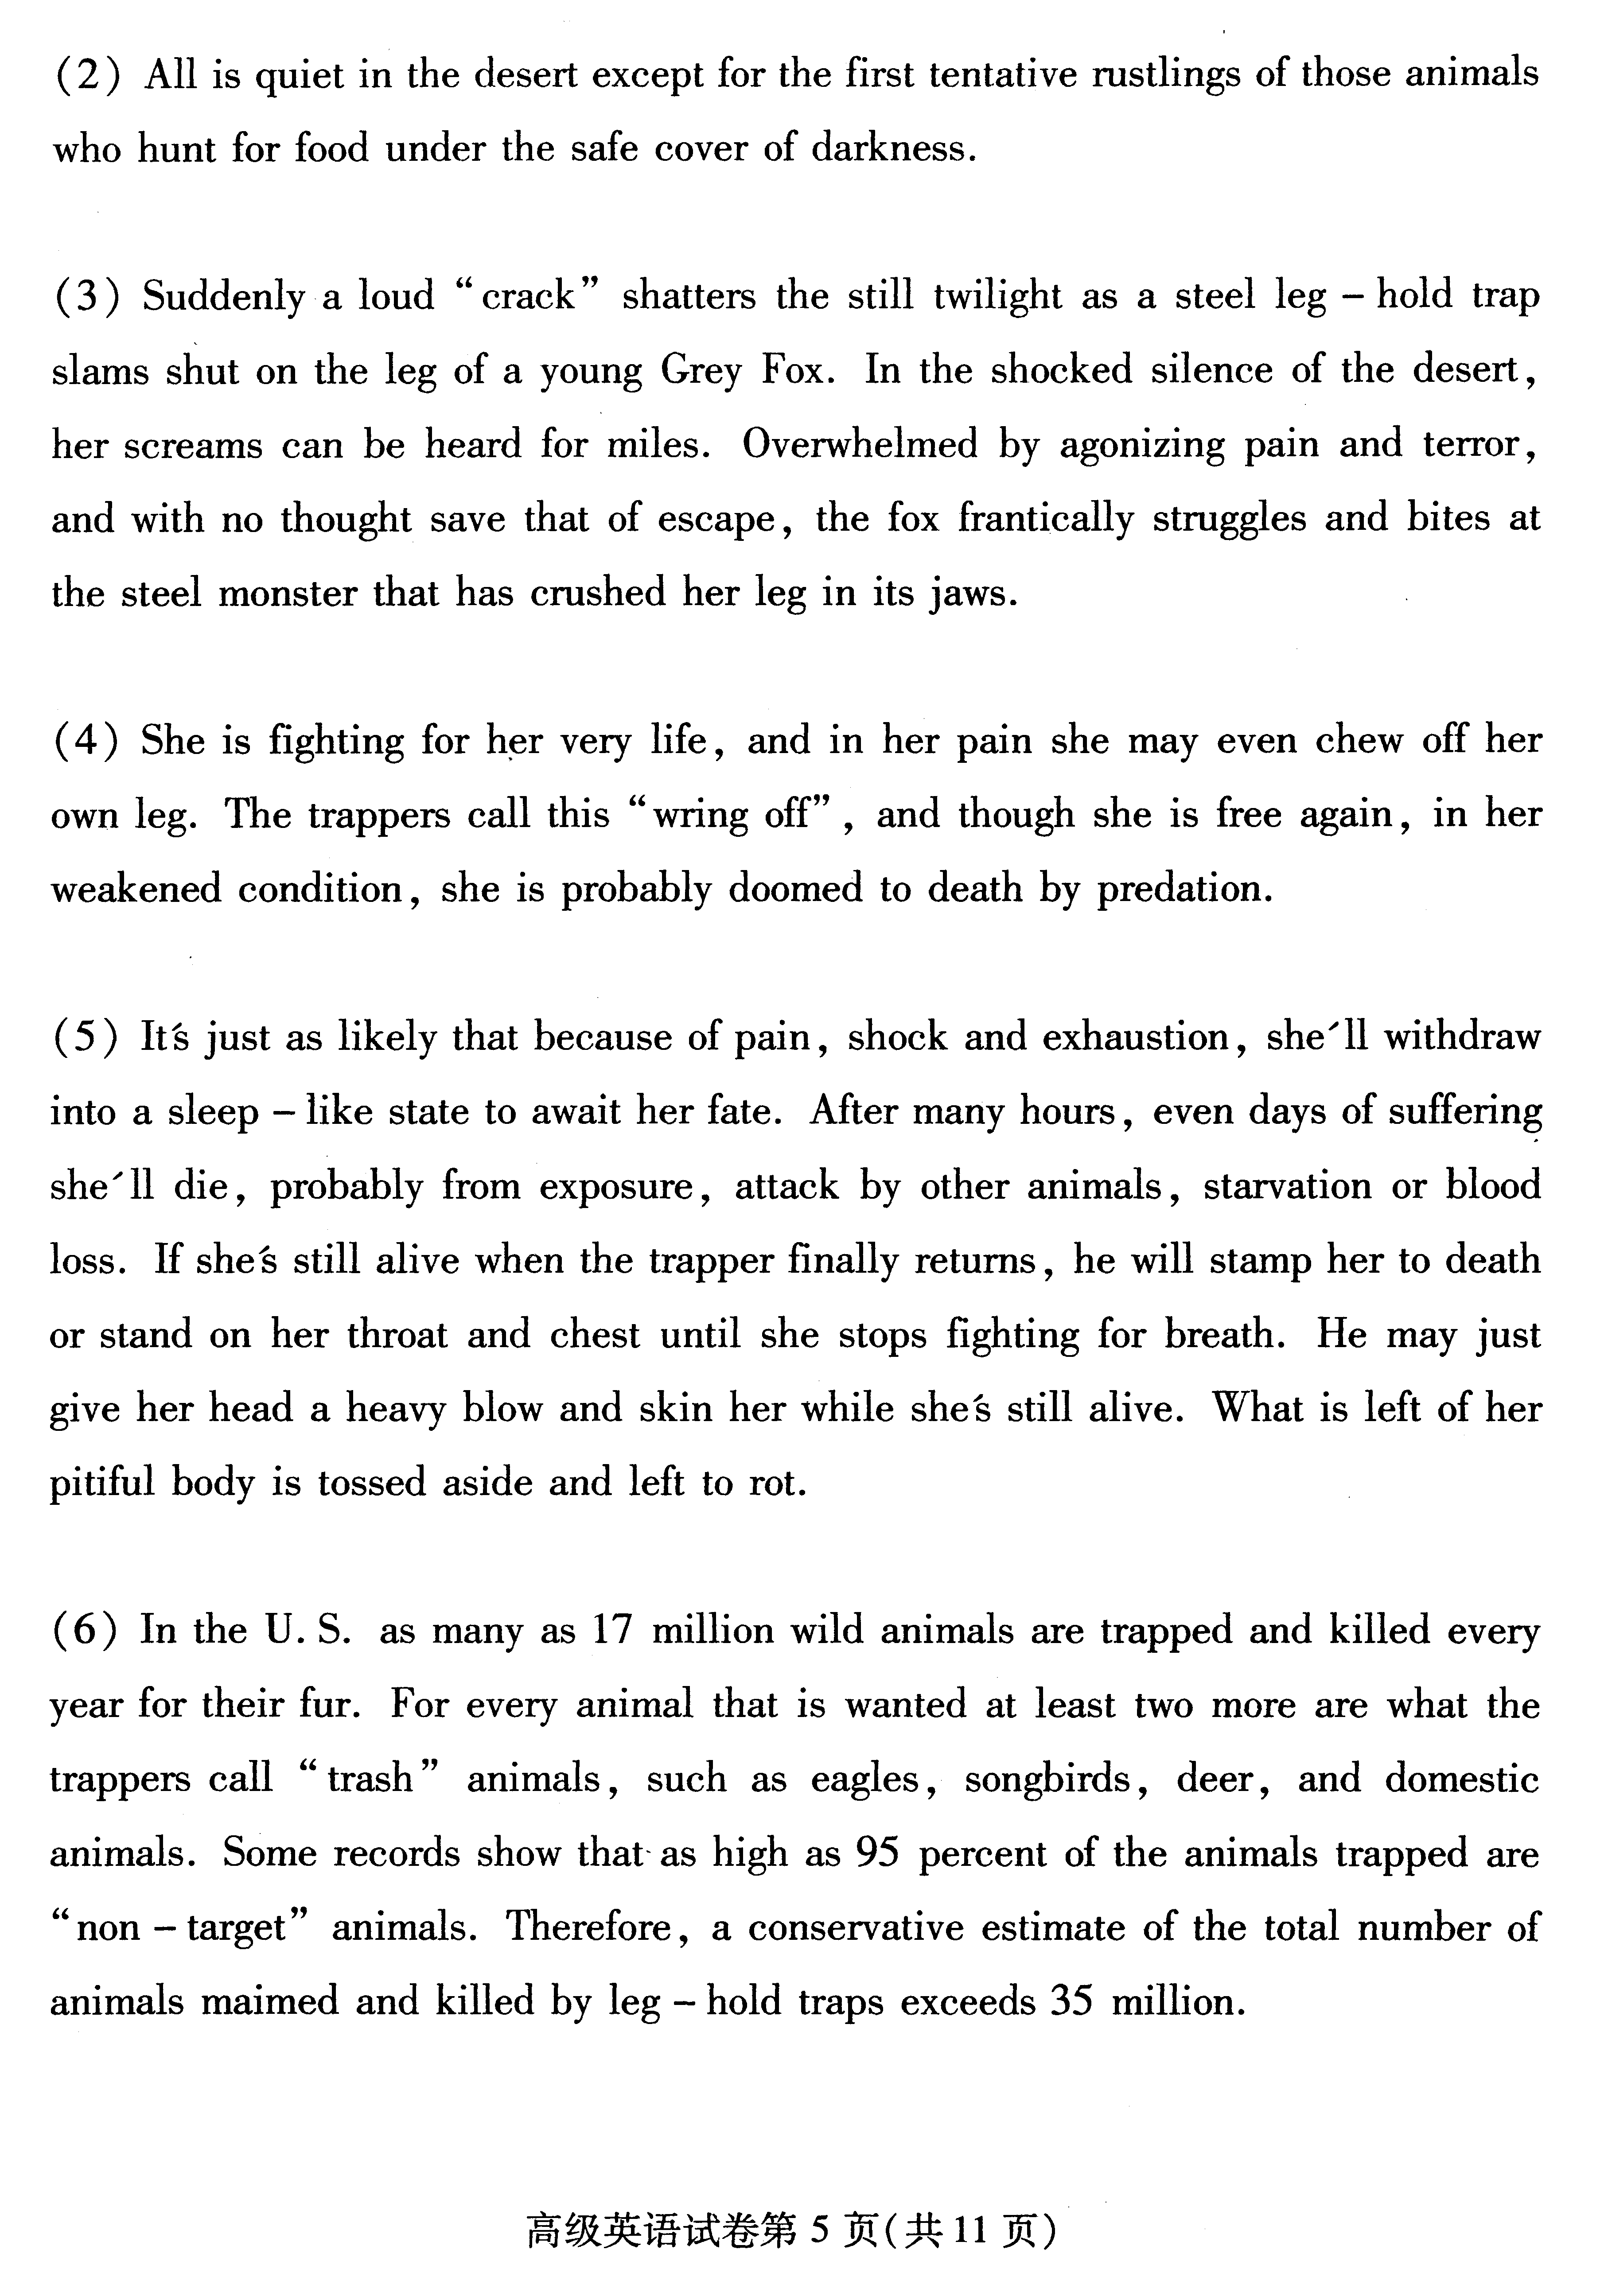 (2) All is quiet in the desert except for the first tentative rustlings of those animals
who hunt for food under the safe cover of darkness.
(3) Suddenly a loud “crack” shatters the still twilight as a steel leg – hold trap
slams shut on the leg of a young Grey Fox. In the shocked silence of the desert,
her screams can be heard for miles. Overwhelmed by agonizing pain and terror,
and with no thought save that of escape, the fox frantically struggles and bites at
the steel monster that has crushed her leg in its jaws.
(4) She is fighting for her very life, and in her pain she may even chew off her
own leg. The trappers call this “wring off”, and though she is free again, in her
weakened condition, she is probably doomed to death by predation.
(5) It´s just as likely that because of pain, shock and exhaustion, she´ll withdraw
into a sleep – like state to await her fate. After many hours, even days of suffering
she´ll die, probably from exposure, attack by other animals, starvation or blood
loss. If she´s still alive when the trapper finally returns, he will stamp her to death
or stand on her throat and chest until she stops fighting for breath. He may just
give her head a heavy blow and skin her while she´s still alive. What is left of her
pitiful body is tossed aside and left to rot.
(6) In the U. S. as many as 17 million wild animals are trapped and killed every
year for their fur. For every animal that is wanted at least two more are what the
trappers call “trash” animals, such as eagles, songbirds, deer, and domestic
animals. Some records show that as high as 95 percent of the animals trapped are
“non – target” animals. Therefore, a conservative estimate of the total number of
animals maimed and killed by leg – hold traps exceeds 35 million.
高级英语试卷第 5 页(共 11 页)